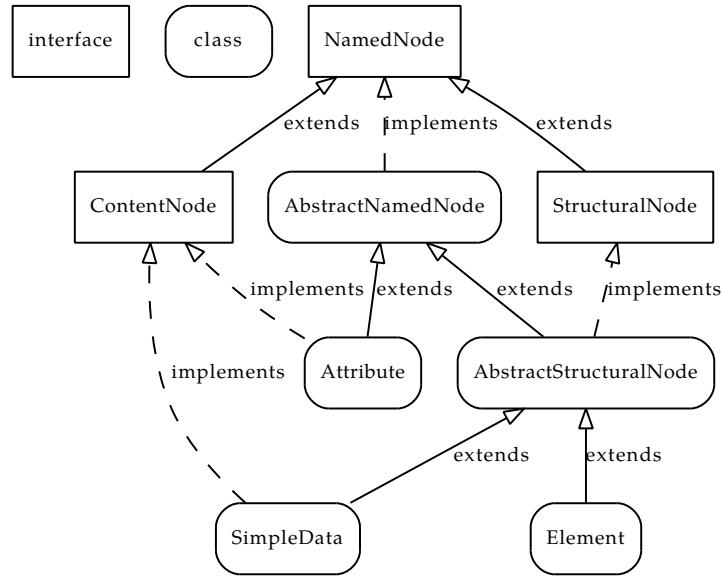 interface
class
NamedNode
extends
implements
extends
ContentNode
AbstractNamedNode
StructuralNode
implements
extends
extends
implements
implements
Attribute
AbstractStructuralNode
extends
extends
SimpleData
Element